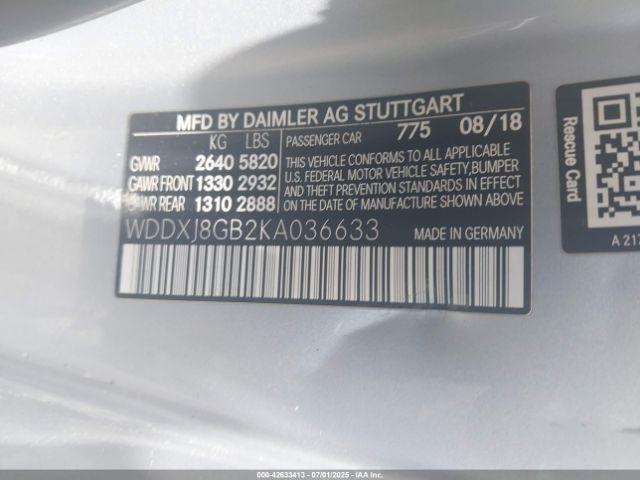 MFD BY DAIMLER AG STUTTGART
KG LBS
GVWR 2640 5820
GAWR FRONT 1330 2932
GAWR REAR 1310 2888
PASSENGER CAR 775 08/18
THIS VEHICLE CONFORMS TO ALL APPLICABLE
U.S. FEDERAL MOTOR VEHICLE SAFETY,BUMPER
AND THEFT PREVENTION STANDARDS IN EFFECT
ON THE DATE OF MANUFACTURE SHOWN ABOVE.
WDDXJ8GB2KA036633 MADE IN GERMANY
Rescue Card
000-42633413 - 07/01/2025 - IAAI Inc.